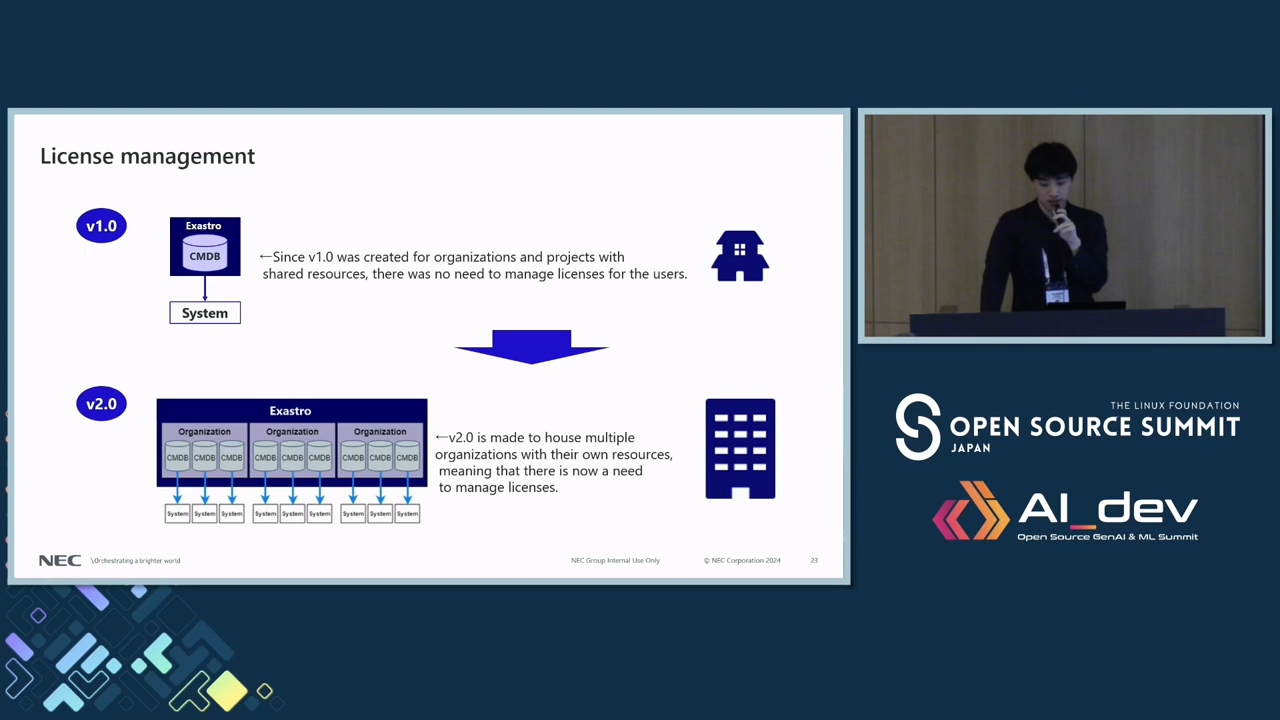 License management
v1.0
Exastro
CMDB
System
←Since v1.0 was created for organizations and projects with
shared resources, there was no need to manage licenses for the users.
v2.0
Exastro
Organization Organization Organization
CMDB CMDB CMDB CMDB CMDB CMDB CMDB CMDB CMDB
System System System System System System System System System
←v2.0 is made to house multiple
organizations with their own resources,
meaning that there is now a need
to manage licenses.
NEC \Orchestrating a brighter world
NEC Group Internal Use Only © NEC Corporation 2024 23
THE LINUX FOUNDATION
OPEN SOURCE SUMMIT
JAPAN
AI_dev
Open Source GenAI & ML Summit